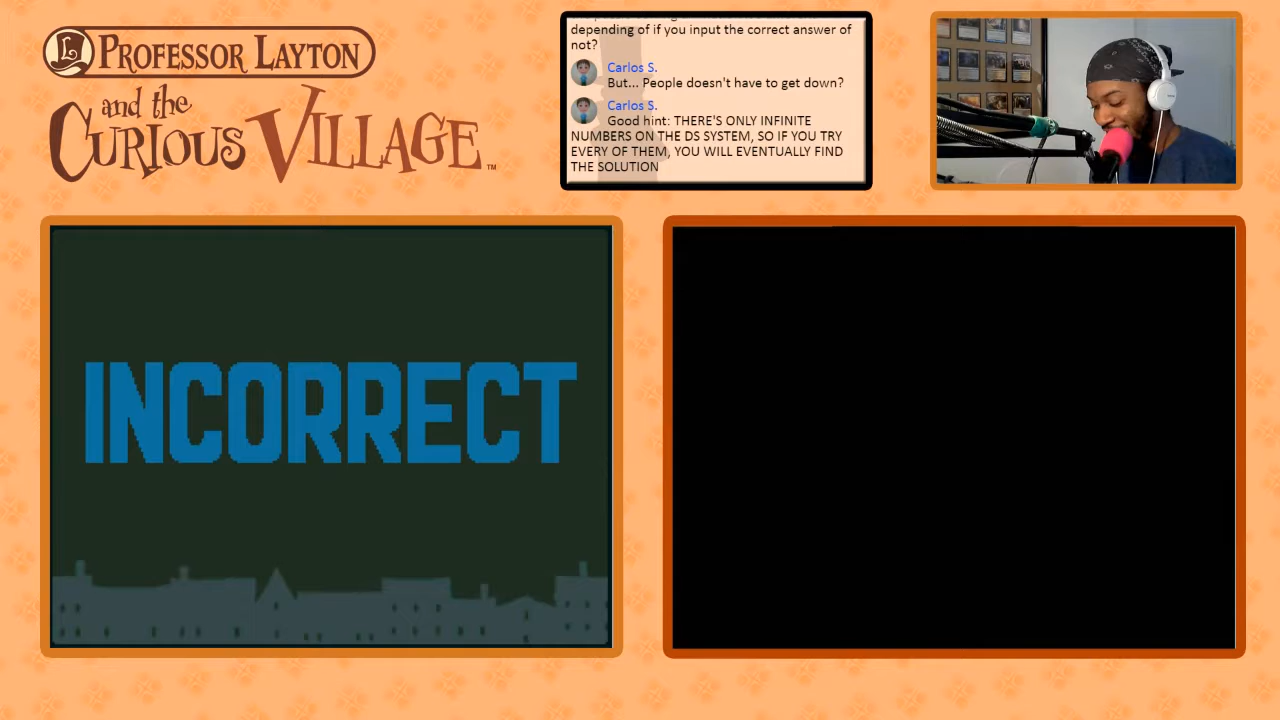 L PROFESSOR LAYTON
and the
CURIOUS VILLAGE™
depending of if you input the correct answer of
not?
Carlos S.
But... People doesn't have to get down?
Carlos S.
Good hint: THERE'S ONLY INFINITE
NUMBERS ON THE DS SYSTEM, SO IF YOU TRY
EVERY OF THEM, YOU WILL EVENTUALLY FIND
THE SOLUTION
INCORRECT